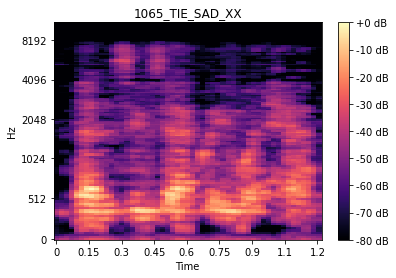 1065_TIE_SAD_XX
+0 dB
8192
-10 dB
4096
-20 dB
-30 dB
2048
-40 dB
Hz
1024
-50 dB
512
-60 dB
-70 dB
0
-80 dB
0 0.15 0.3 0.45 0.6 0.75 0.9 1.1 1.2
Time